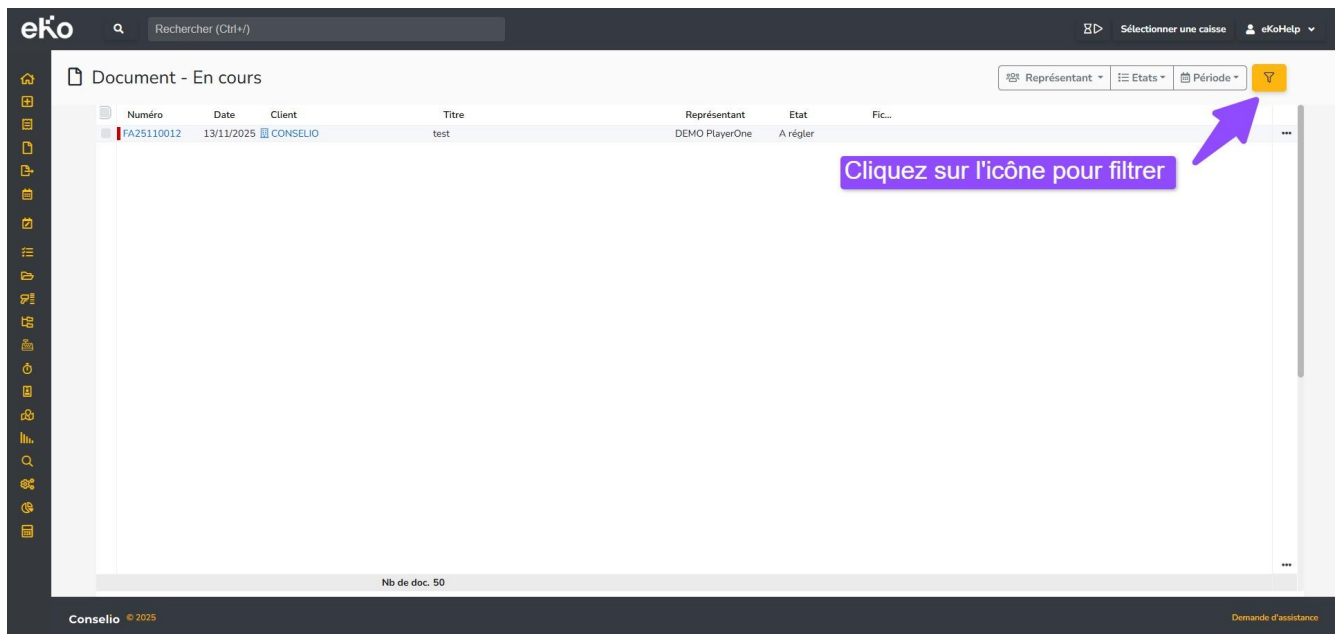 eKo
Rechercher (Ctrl+/)
Sélectionner une caisse
eKoHelp
Document - En cours
Représentant
Etats
Période
Numéro Date Client Titre Représentant Etat Fic...
FA25110012 13/11/2025 CONSELIO test DEMO PlayerOne A régler
Cliquez sur l'icône pour filtrer
Nb de doc. 50
Conselio © 2025
Demande d'assistance